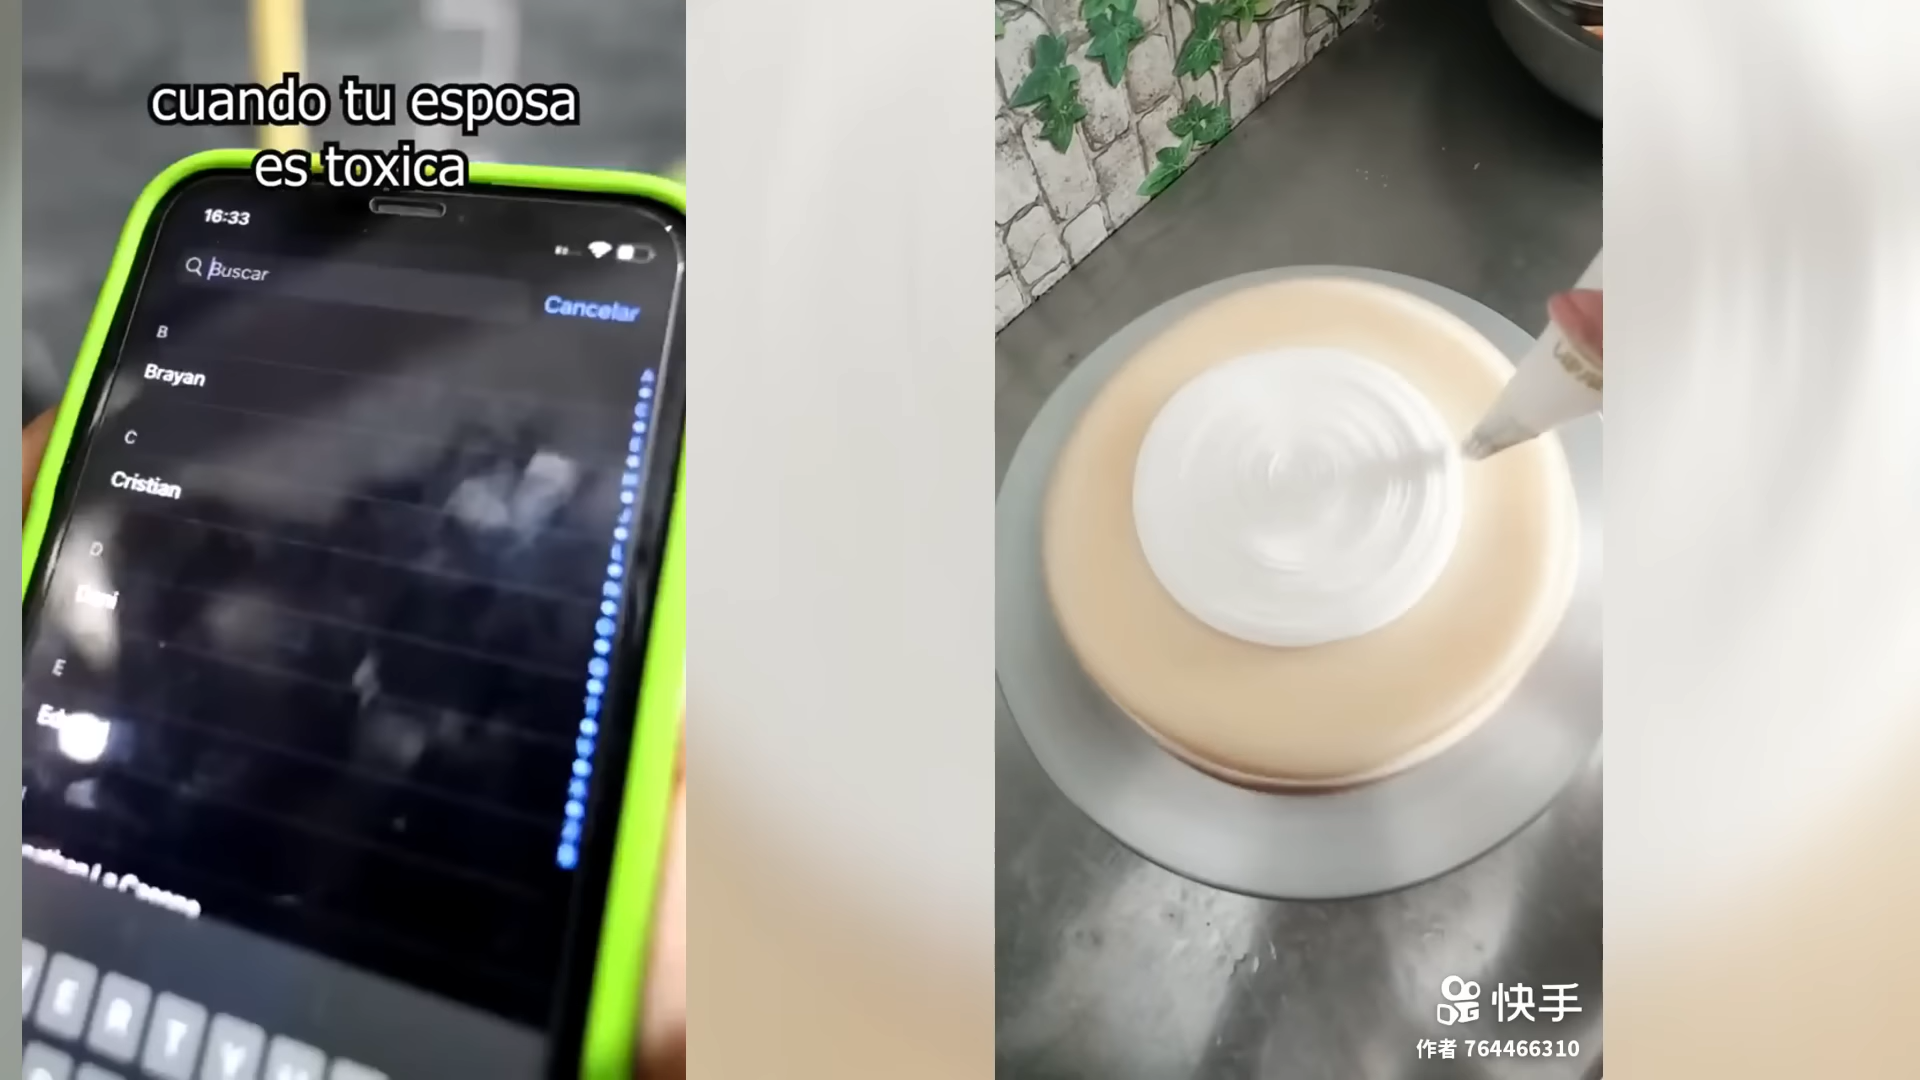 cuando tu esposa
es toxica
16:33
Buscar
Cancelar
B
Brayan
C
Cristian
D
E
E
R
T
Y
快手
作者 764466310